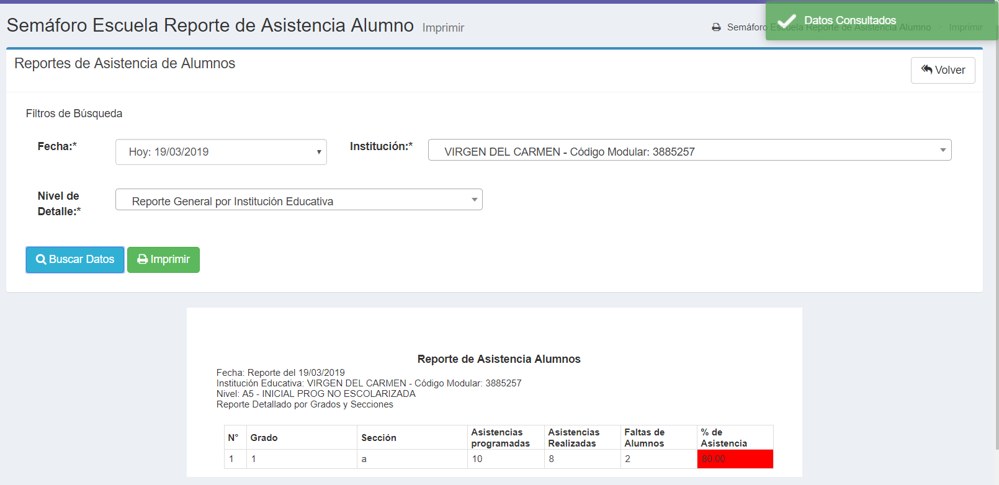 Semáforo Escuela Reporte de Asistencia Alumno Imprimir
Semáforo Escuela Reporte de Asistencia Alumno > Imprimir
Datos Consultados
Reportes de Asistencia de Alumnos
Volver
Filtros de Búsqueda
Fecha:* Hoy: 19/03/2019 Institución:* VIRGEN DEL CARMEN - Código Modular: 3885257
Nivel de
Detalle:* Reporte General por Institución Educativa
Buscar Datos Imprimir
Reporte de Asistencia Alumnos
Fecha: Reporte del 19/03/2019
Institución Educativa: VIRGEN DEL CARMEN - Código Modular: 3885257
Nivel: A5 - INICIAL PROG NO ESCOLARIZADA
Reporte Detallado por Grados y Secciones
N° Grado Sección Asistencias programadas Asistencias Realizadas Faltas de Alumnos % de Asistencia
1 1 a 10 8 2 80.00